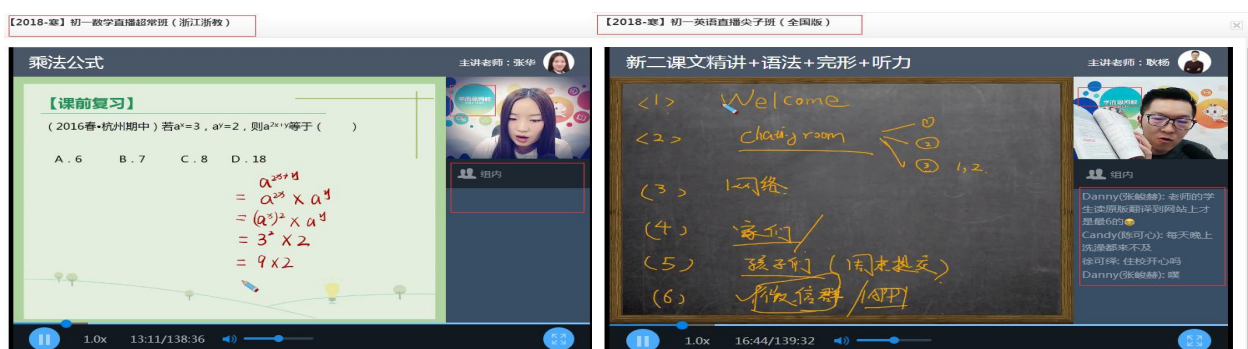 【2018-寒】初一数学直播超常班（浙江浙教）
乘法公式
主讲老师：张华
【课前复习】
（2016春•杭州期中）若aˣ=3，aʸ=2，则a²ˣ⁺ʸ等于（ ）
A．6 B．7 C．8 D．18
a²ˣ⁺ʸ
= a²ˣ × aʸ
= (aˣ)² × aʸ
= 3² × 2
= 9 × 2
组内
1.0x 13:11/138:36
【2018-寒】初一英语直播尖子班（全国版）
新二课文精讲+语法+完形+听力
主讲老师：耿杨
<1> Welcome
<2> chatting room ① ② ③ 1,2.
(3) 网络
(4) 家们
(5) 孩子们（周末提交）
(6) 微信群/APP
组内
Danny(张峻赫): 老师的学
生读原版翻译到网站上才
是最6的
Candy(陈可心): 每天晚上
洗澡都来不及
徐可绎: 住校开心吗
Danny(张峻赫): 噗
1.0x 16:44/139:32